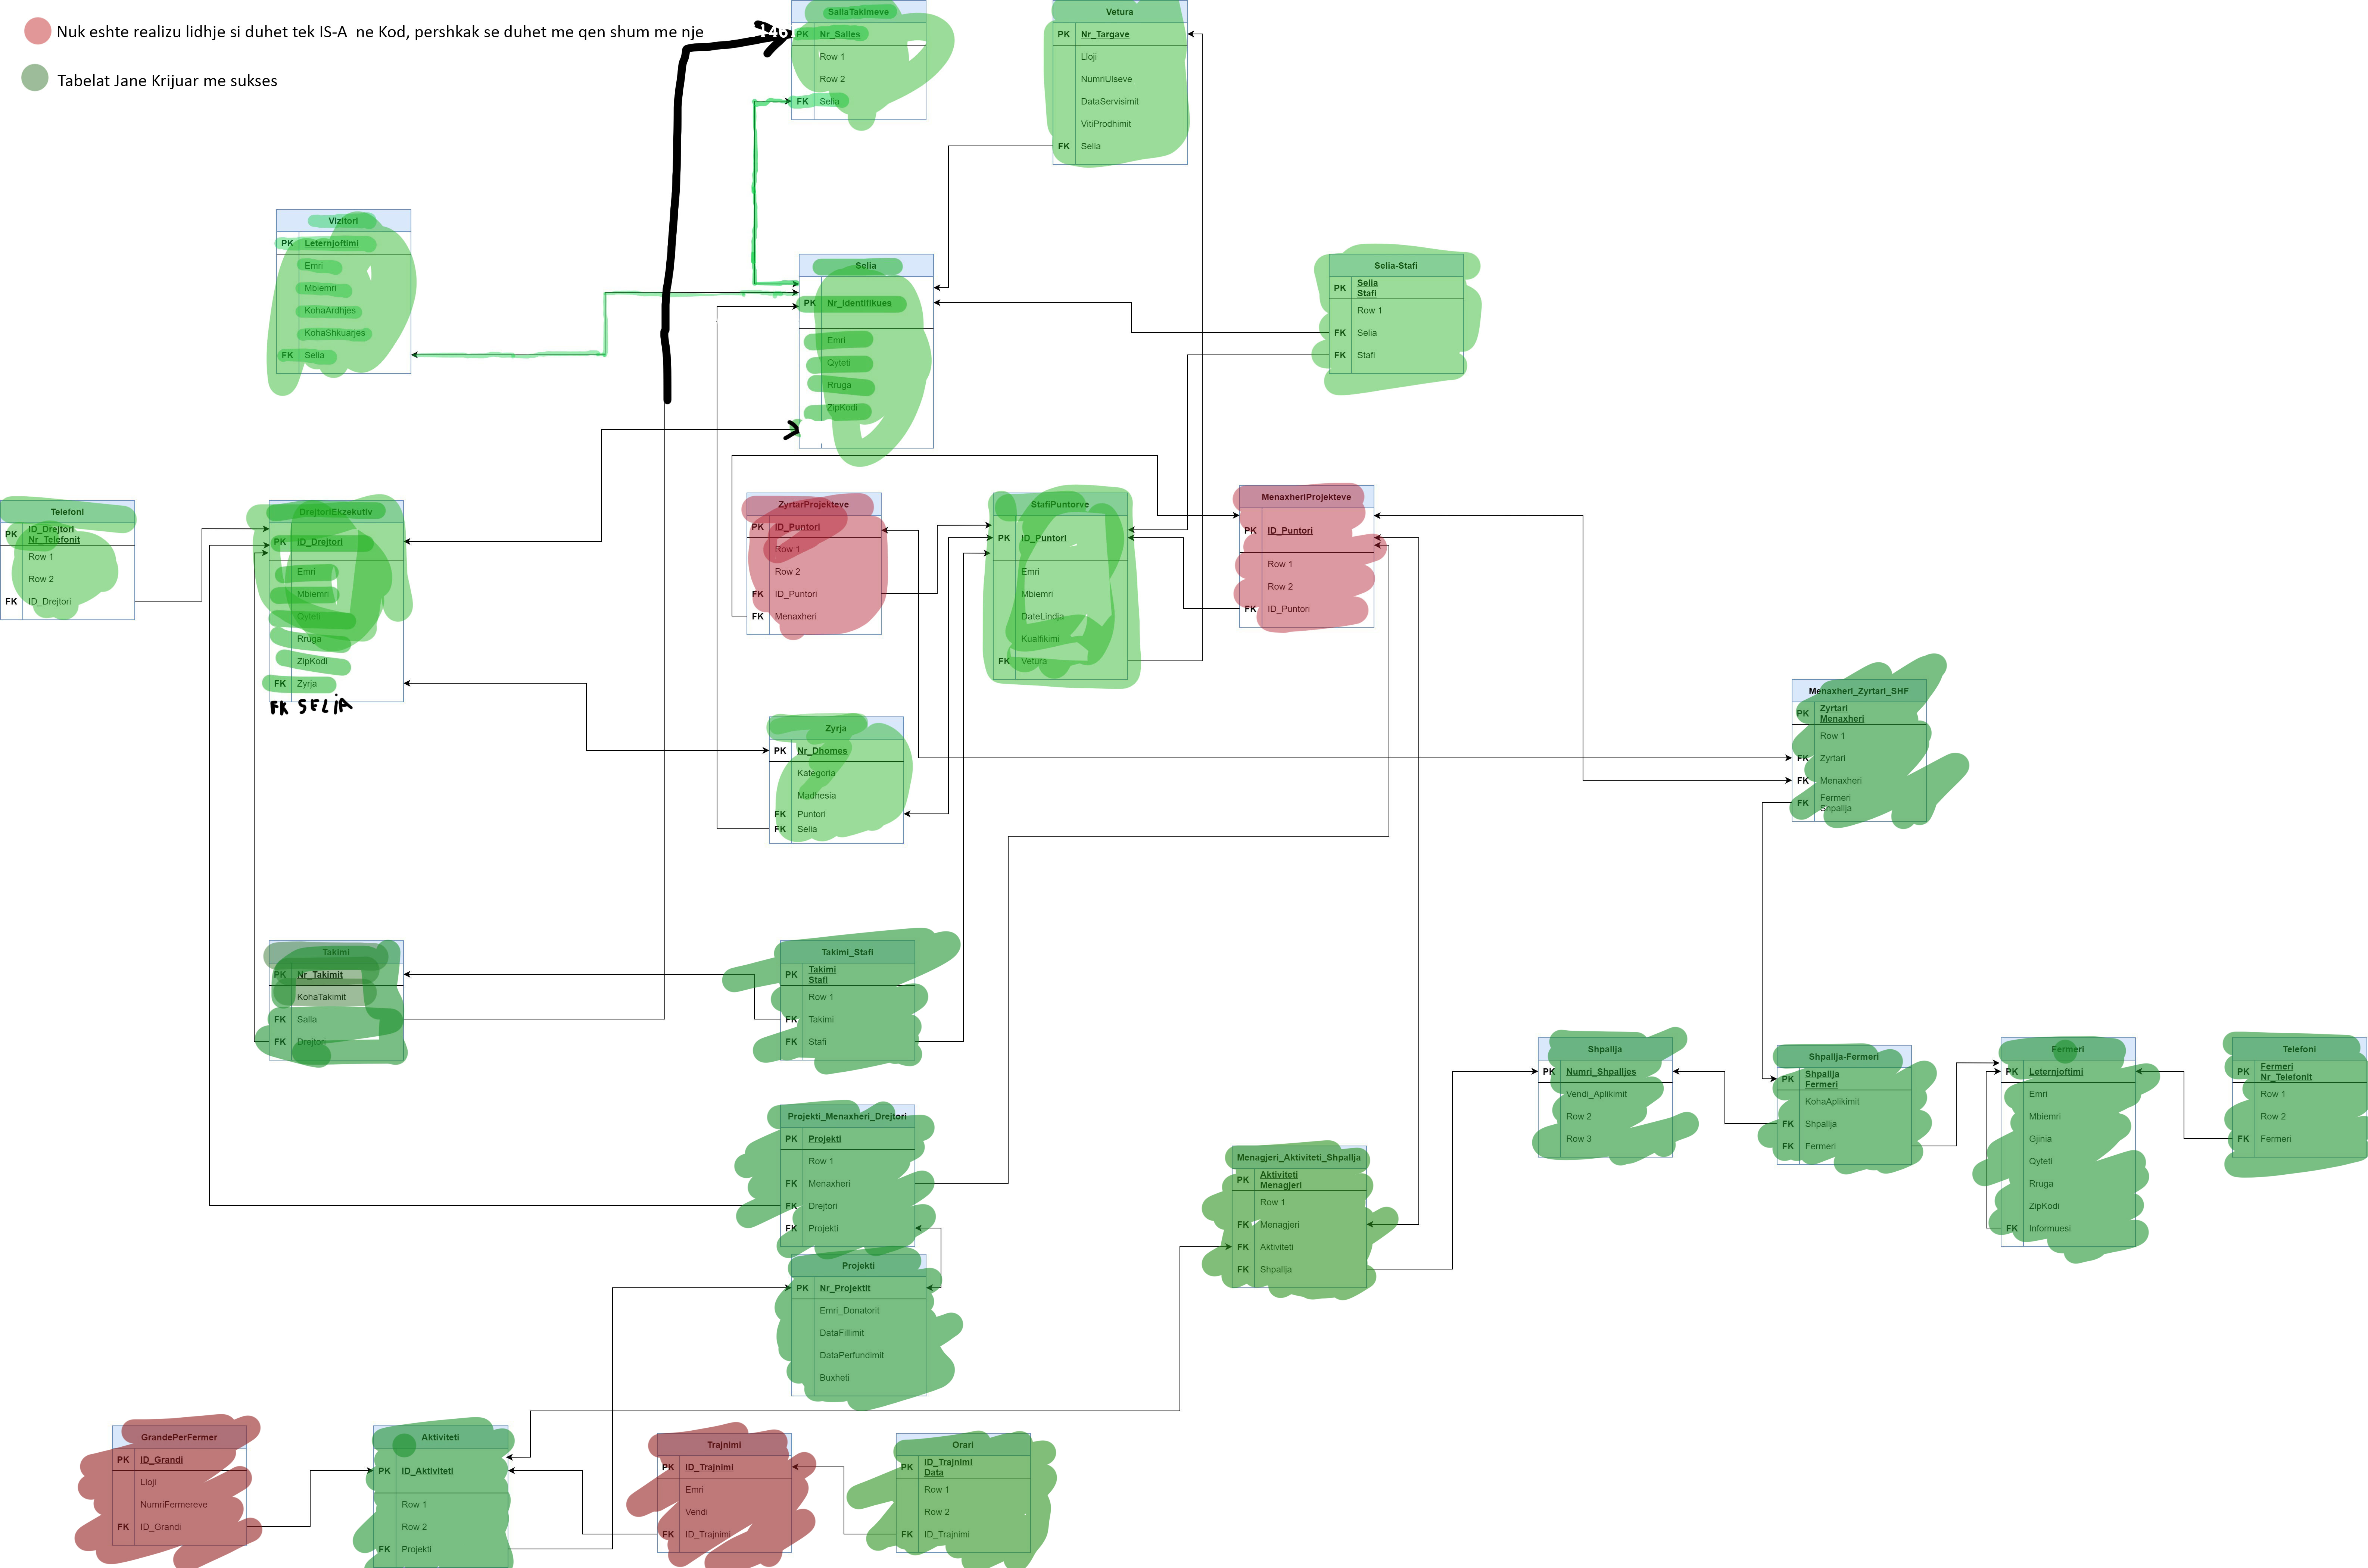 Nuk eshte realizu lidhje si duhet tek IS-A ne Kod, pershkak se duhet me qen shum me nje
Tabelat Jane Krijuar me sukses
SallaTakimeve
PK Nr_Salles
Row 1
Row 2
FK Selia
Vetura
PK Nr_Targave
Lloji
NumriUlseve
DataServisimit
VitiProdhimit
FK Selia
Vizitori
PK Leternjoftimi
Emri
Mbiemri
KohaArdhjes
KohaShkuarjes
FK Selia
Selia
PK Nr_Identifikues
Emri
Qyteti
Rruga
ZipKodi
Selia-Stafi
PK Selia
Stafi
Row 1
FK Selia
FK Stafi
Telefoni
PK ID_Drejtori
Nr_Telefonit
Row 1
Row 2
FK ID_Drejtori
DrejtoriEkzekutiv
PK ID_Drejtori
Emri
Mbiemri
Qyteti
Rruga
ZipKodi
FK Zyrja
FK SELIA
ZyrtarProjekteve
PK ID_Puntori
Row 1
Row 2
FK ID_Puntori
FK Menaxheri
StafiPuntorve
PK ID_Puntori
Emri
Mbiemri
DateLindja
Kualfikimi
FK Vetura
MenaxheriProjekteve
PK ID_Puntori
Row 1
Row 2
FK ID_Puntori
Zyrja
PK Nr_Dhomes
Kategoria
Madhesia
FK Puntori
FK Selia
Menaxheri_Zyrtari_SHF
PK Zyrtari
Menaxheri
Row 1
FK Zyrtari
FK Menaxheri
FK Fermeri
Shpallja
Takimi
PK Nr_Takimit
KohaTakimit
FK Salla
FK Drejtori
Takimi_Stafi
PK Takimi
Stafi
Row 1
FK Takimi
FK Stafi
Projekti_Menaxheri_Drejtori
PK Projekti
Row 1
FK Menaxheri
FK Drejtori
FK Projekti
Projekti
PK Nr_Projektit
Emri_Donatorit
DataFillimit
DataPerfundimit
Buxheti
Menagjeri_Aktiviteti_Shpallja
PK Aktiviteti
Menagjeri
Row 1
FK Menagjeri
FK Aktiviteti
FK Shpallja
Shpallja
PK Numri_Shpalljes
Vendi_Aplikimit
Row 2
Row 3
Shpallja-Fermeri
PK Shpallja
Fermeri
KohaAplikimit
FK Shpallja
FK Fermeri
Fermeri
PK Leternjoftimi
Emri
Mbiemri
Gjinia
Qyteti
Rruga
ZipKodi
FK Informuesi
Telefoni
PK Fermeri
Nr_Telefonit
Row 1
Row 2
FK Fermeri
GrandePerFermer
PK ID_Grandi
Lloji
NumriFermereve
FK ID_Grandi
Aktiviteti
PK ID_Aktiviteti
Row 1
Row 2
FK Projekti
Trajnimi
PK ID_Trajnimi
Emri
Vendi
FK ID_Trajnimi
Orari
PK ID_Trajnimi
Data
Row 1
Row 2
FK ID_Trajnimi